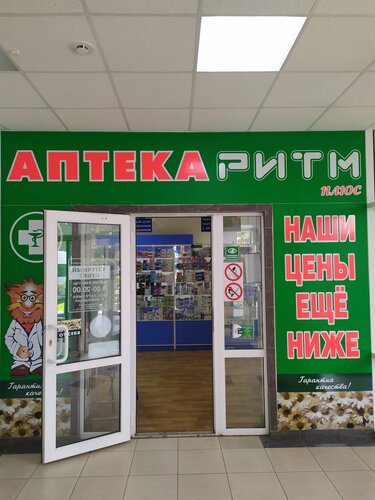 АПТЕКА РИТМ
ПЛЮС
НАШИ
ЦЕНЫ
ЕЩЁ
НИЖЕ
Гарантия
качества!
Гарантия
качества!